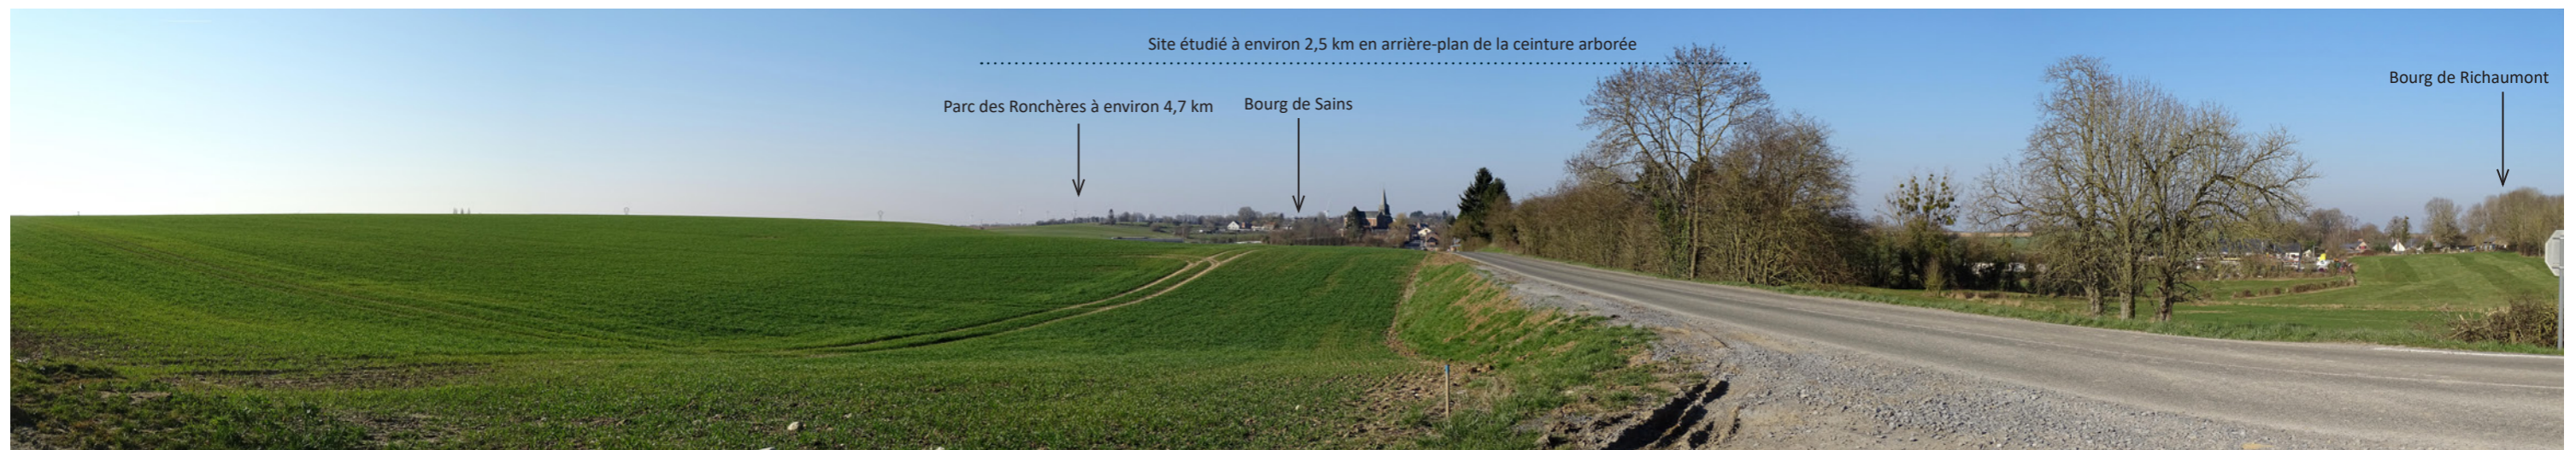 Site étudié à environ 2,5 km en arrière-plan de la ceinture arborée
Bourg de Richaumont
Parc des Ronchères à environ 4,7 km
Bourg de Sains